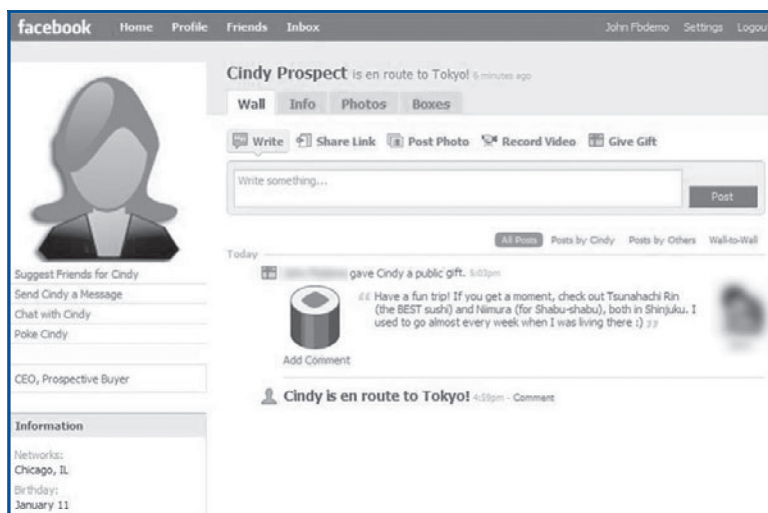 facebook Home Profile Friends Inbox John Fbdemo Settings Logout
Cindy Prospect is en route to Tokyo! 6 minutes ago
Wall Info Photos Boxes
Write Share Link Post Photo Record Video Give Gift
Write something...
Post
All Posts Posts by Cindy Posts by Others Wall-to-Wall
Today
gave Cindy a public gift. 5:03pm
“ Have a fun trip! If you get a moment, check out Tsunahachi Rin
(the BEST sushi) and Nimura (for Shabu-shabu), both in Shinjuku. I
used to go almost every week when I was living there :) ”
Add Comment
Cindy is en route to Tokyo! 4:59pm - Comment
Suggest Friends for Cindy
Send Cindy a Message
Chat with Cindy
Poke Cindy
CEO, Prospective Buyer
Information
Networks:
Chicago, IL
Birthday:
January 11